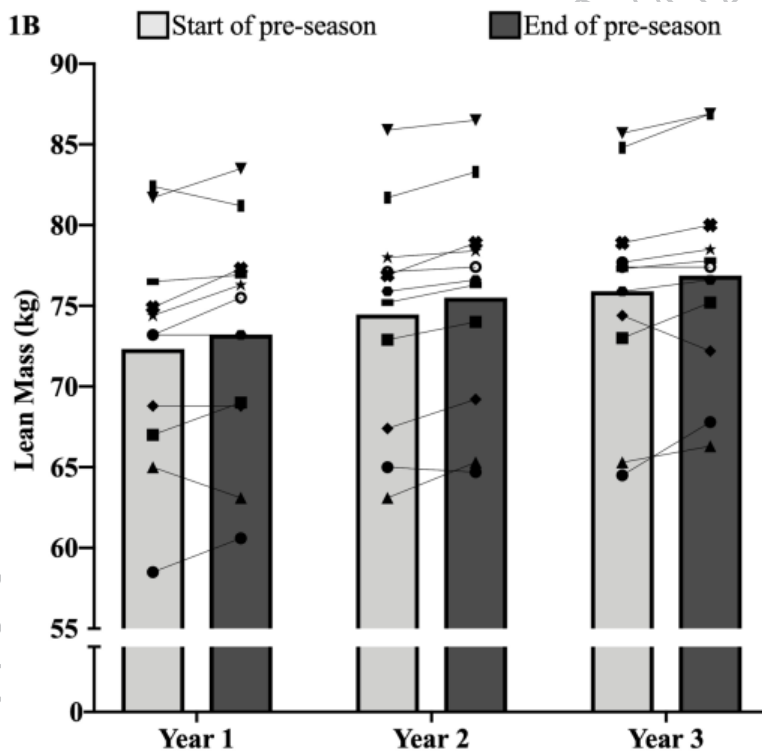 1B
Start of pre-season
End of pre-season
90
85
80
75
70
65
60
55
0
Lean Mass (kg)
Year 1
Year 2
Year 3